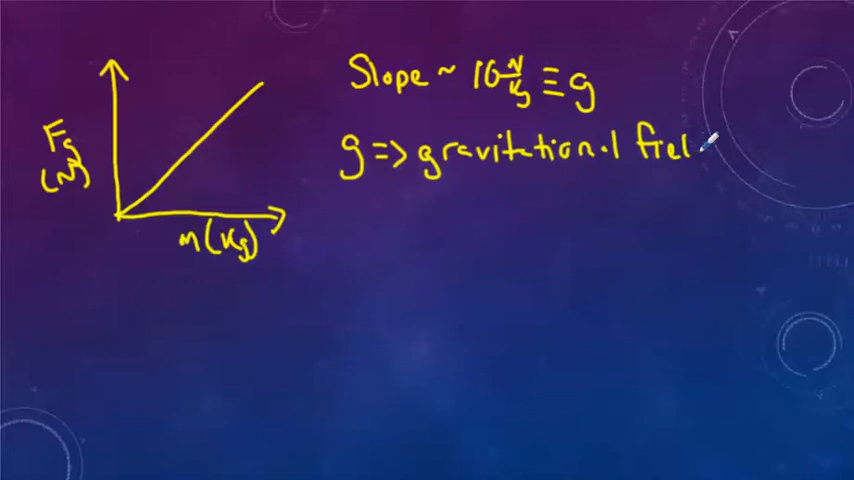 Slope ~ 10 N/kg ≡ g
Fg
(N)
g => gravitational fiel
m (kg)